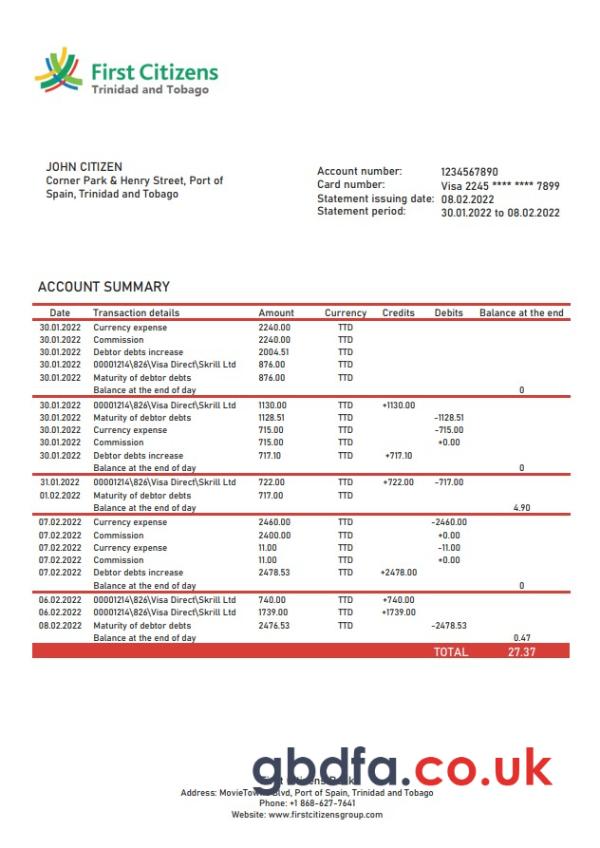 First Citizens
Trinidad and Tobago
JOHN CITIZEN
Corner Park & Henry Street, Port of
Spain, Trinidad and Tobago
Account number: 1234567890
Card number: Visa 2245 **** **** 7899
Statement issuing date: 08.02.2022
Statement period: 30.01.2022 to 08.02.2022
ACCOUNT SUMMARY
Date Transaction details Amount Currency Credits Debits Balance at the end
30.01.2022 Currency expense 2240.00 TTD
30.01.2022 Commission 2240.00 TTD
30.01.2022 Debtor debts increase 2004.51 TTD
30.01.2022 00001214\826\Visa Direct\Skrill Ltd 876.00 TTD
30.01.2022 Maturity of debtor debts 876.00 TTD
Balance at the end of day 0
30.01.2022 00001214\826\Visa Direct\Skrill Ltd 1130.00 TTD +1130.00
30.01.2022 Maturity of debtor debts 1128.51 TTD -1128.51
30.01.2022 Currency expense 715.00 TTD -715.00
30.01.2022 Commission 715.00 TTD +0.00
30.01.2022 Debtor debts increase 717.10 TTD +717.10
Balance at the end of day 0
31.01.2022 00001214\826\Visa Direct\Skrill Ltd 722.00 TTD +722.00 -717.00
01.02.2022 Maturity of debtor debts 717.00 TTD
Balance at the end of day 4.90
07.02.2022 Currency expense 2460.00 TTD -2460.00
07.02.2022 Commission 2400.00 TTD +0.00
07.02.2022 Currency expense 11.00 TTD -11.00
07.02.2022 Commission 11.00 TTD +0.00
07.02.2022 Debtor debts increase 2478.53 TTD +2478.00
Balance at the end of day 0
06.02.2022 00001214\826\Visa Direct\Skrill Ltd 740.00 TTD +740.00
06.02.2022 00001214\826\Visa Direct\Skrill Ltd 1739.00 TTD +1739.00
08.02.2022 Maturity of debtor debts 2476.53 TTD -2478.53
Balance at the end of day 0.47
TOTAL 27.37
gbdfa.co.uk
First Citizens Bank
Address: MovieTowne Blvd, Port of Spain, Trinidad and Tobago
Phone: +1 868-627-7641
Website: www.firstcitizensgroup.com